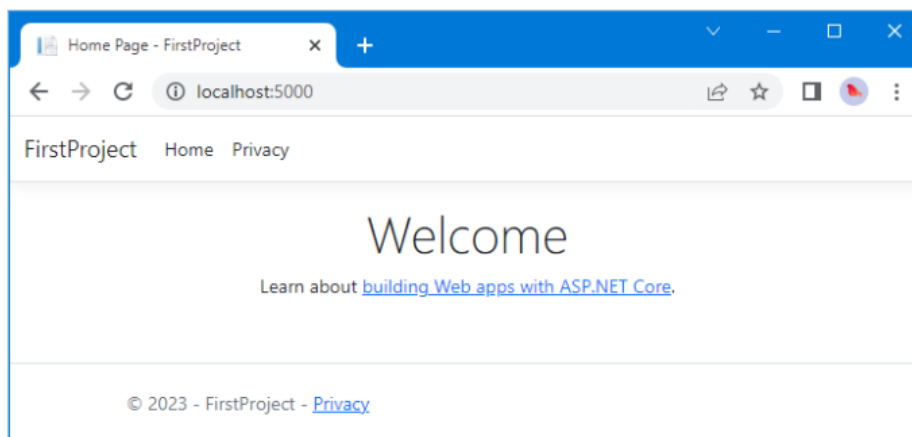 Home Page - FirstProject
localhost:5000
FirstProject Home Privacy
Welcome
Learn about building Web apps with ASP.NET Core.
© 2023 - FirstProject - Privacy